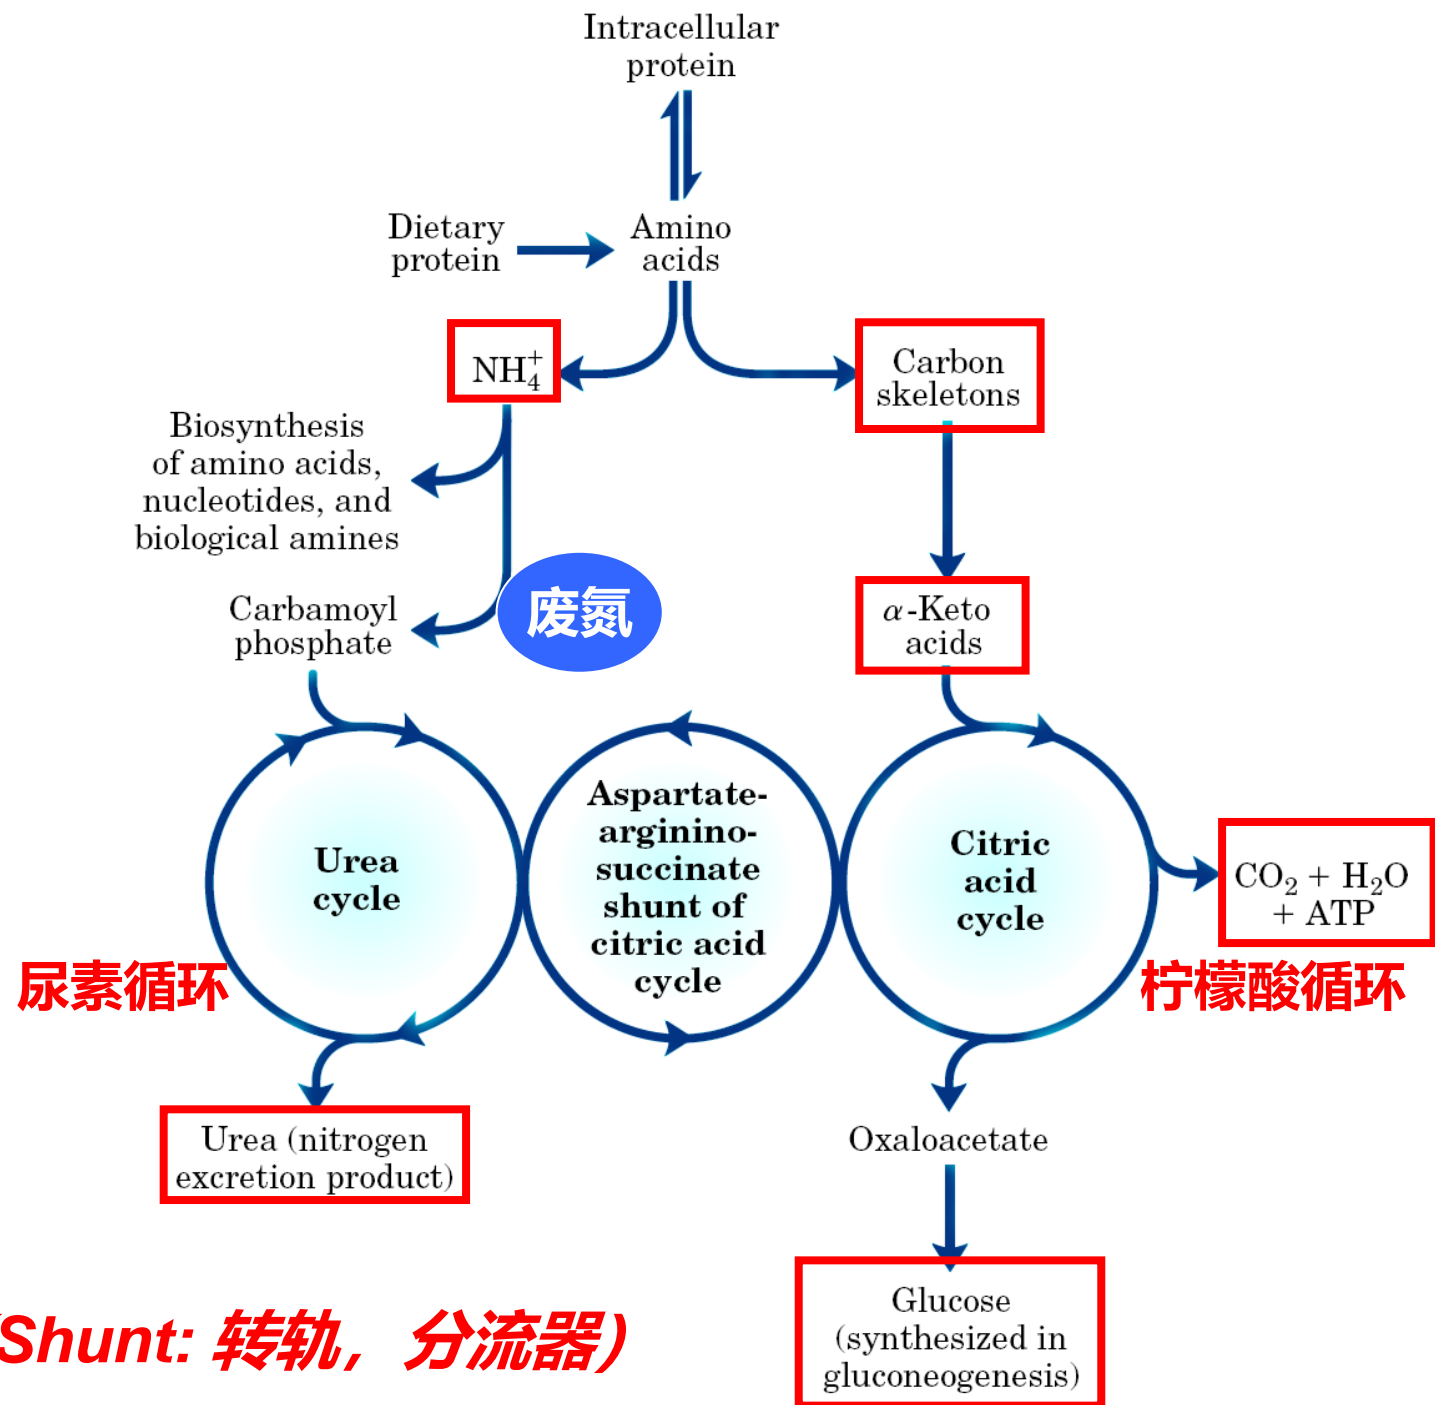 Intracellular
protein
Dietary
protein
Amino
acids
NH₄⁺
Carbon
skeletons
Biosynthesis
of amino acids,
nucleotides, and
biological amines
废氮
Carbamoyl
phosphate
α-Keto
acids
Urea
cycle
Aspartate-
arginino-
succinate
shunt of
citric acid
cycle
Citric
acid
cycle
CO₂ + H₂O
+ ATP
尿素循环
柠檬酸循环
Urea (nitrogen
excretion product)
Oxaloacetate
Glucose
(synthesized in
gluconeogenesis)
(Shunt: 转轨，分流器)